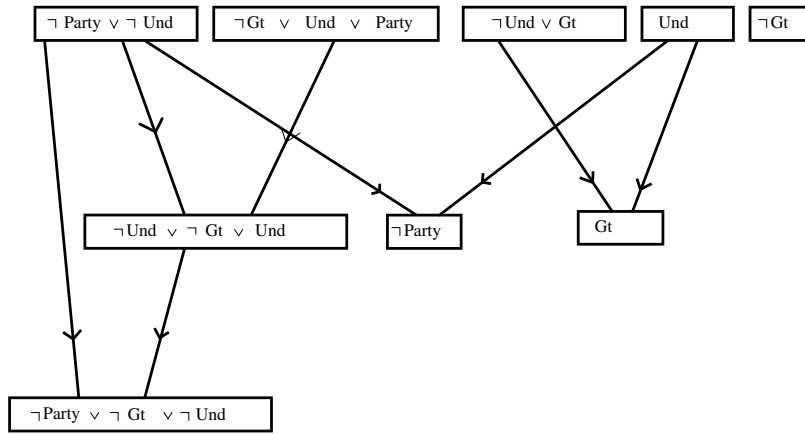 ¬ Party ∨ ¬ Und
¬Gt ∨ Und ∨ Party
¬Und ∨ Gt
Und
¬Gt
¬Und ∨ ¬ Gt ∨ Und
¬Party
Gt
¬Party ∨ ¬ Gt ∨ ¬ Und